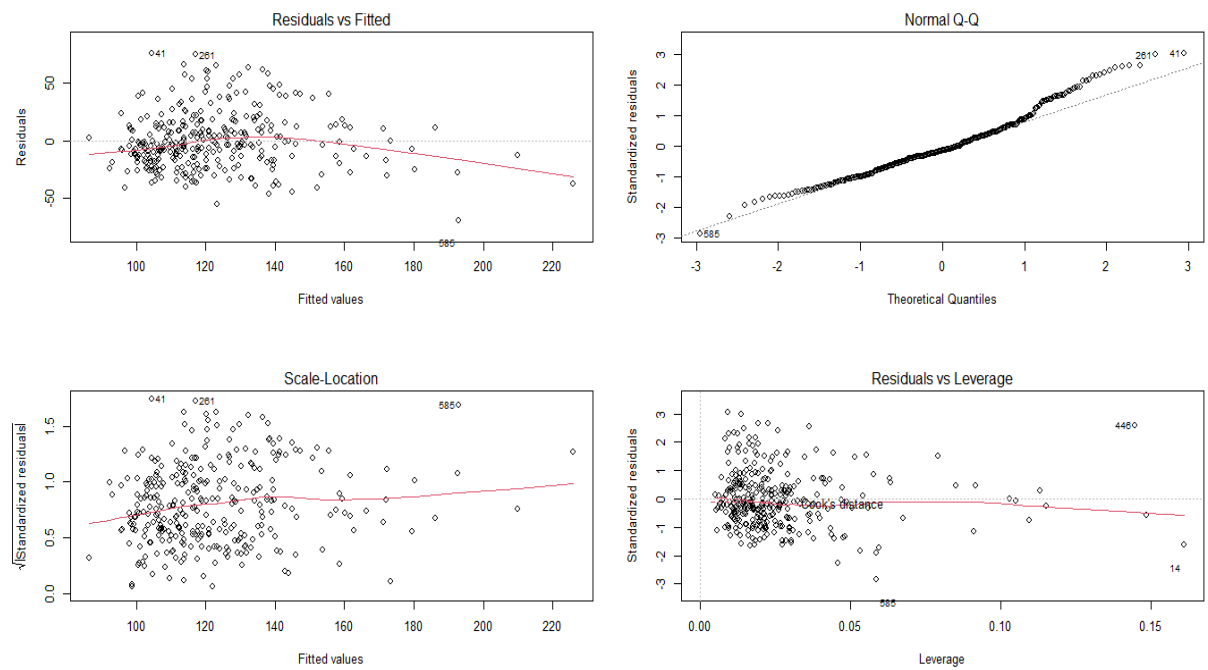 Residuals vs Fitted
Residuals
50
0
-50
41
261
585
100 120 140 160 180 200 220
Fitted values
Normal Q-Q
Standardized residuals
3
2
1
0
-1
-2
-3
261
41
585
-3 -2 -1 0 1 2 3
Theoretical Quantiles
Scale-Location
√|Standardized residuals|
1.5
1.0
0.5
0.0
41
261
585
100 120 140 160 180 200 220
Fitted values
Residuals vs Leverage
Standardized residuals
3
2
1
0
-1
-2
-3
446
Cook's distance
14
585
0.00 0.05 0.10 0.15
Leverage